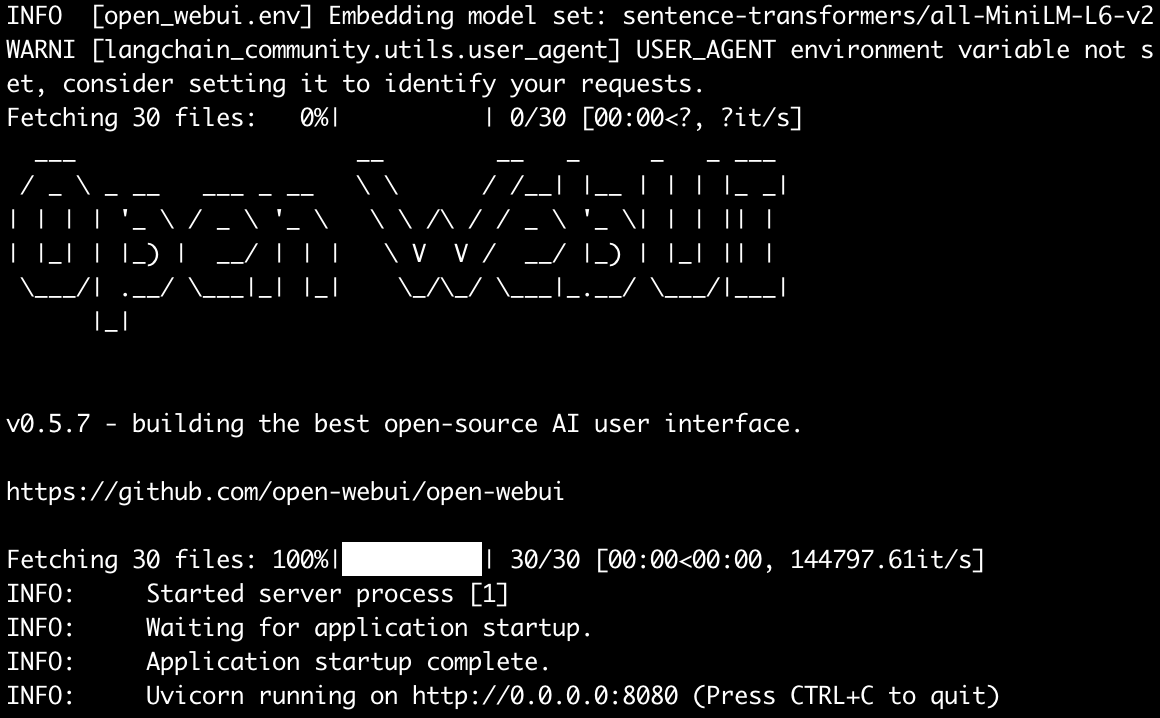 INFO  [open_webui.env] Embedding model set: sentence-transformers/all-MiniLM-L6-v2
WARNI [langchain_community.utils.user_agent] USER_AGENT environment variable not s
et, consider setting it to identify your requests.
Fetching 30 files:   0%|          | 0/30 [00:00<?, ?it/s]
  ___                    __        __   _     _   _ ___
 / _ \ _ __   ___ _ __   \ \      / /__| |__ | | | |_ _|
| | | | '_ \ / _ \ '_ \   \ \ /\ / / _ \ '_ \| | | || |
| |_| | |_) |  __/ | | |   \ V  V /  __/ |_) | |_| || |
 \___/| .__/ \___|_| |_|    \_/\_/ \___|_.__/ \___/|___|
      |_|
v0.5.7 - building the best open-source AI user interface.
https://github.com/open-webui/open-webui
Fetching 30 files: 100%|██████████| 30/30 [00:00<00:00, 144797.61it/s]
INFO:     Started server process [1]
INFO:     Waiting for application startup.
INFO:     Application startup complete.
INFO:     Uvicorn running on http://0.0.0.0:8080 (Press CTRL+C to quit)